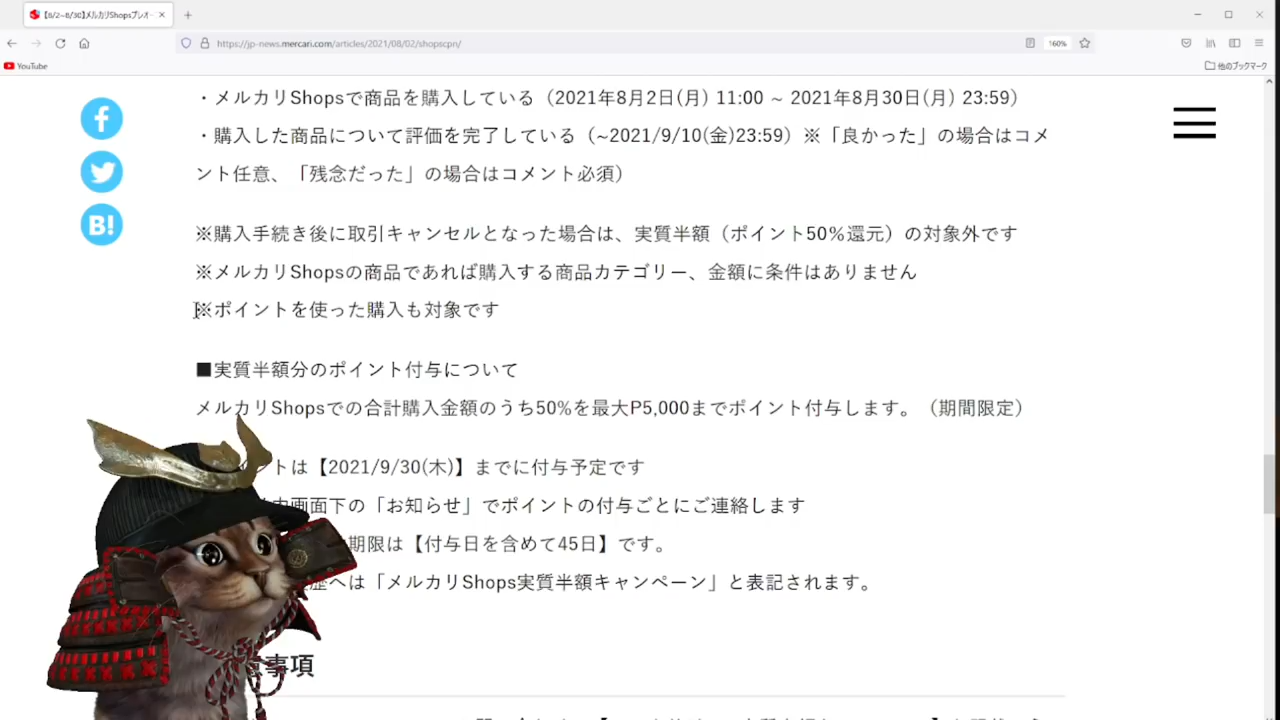 【8/2~8/30】メルカリShopsプレオ
https://jp-news.mercari.com/articles/2021/08/02/shopscpn/
160%
YouTube
他のブックマーク
・メルカリShopsで商品を購入している（2021年8月2日(月) 11:00 ~ 2021年8月30日(月) 23:59）
・購入した商品について評価を完了している（~2021/9/10(金)23:59）※「良かった」の場合はコメ
ント任意、「残念だった」の場合はコメント必須）
※購入手続き後に取引キャンセルとなった場合は、実質半額（ポイント50%還元）の対象外です
※メルカリShopsの商品であれば購入する商品カテゴリー、金額に条件はありません
※ポイントを使った購入も対象です
■実質半額分のポイント付与について
メルカリShopsでの合計購入金額のうち50%を最大P5,000までポイント付与します。（期間限定）
トは【2021/9/30(木)】までに付与予定です
画面下の「お知らせ」でポイントの付与ごとにご連絡します
期限は【付与日を含めて45日】です。
歴へは「メルカリShops実質半額キャンペーン」と表記されます。
事項
B!